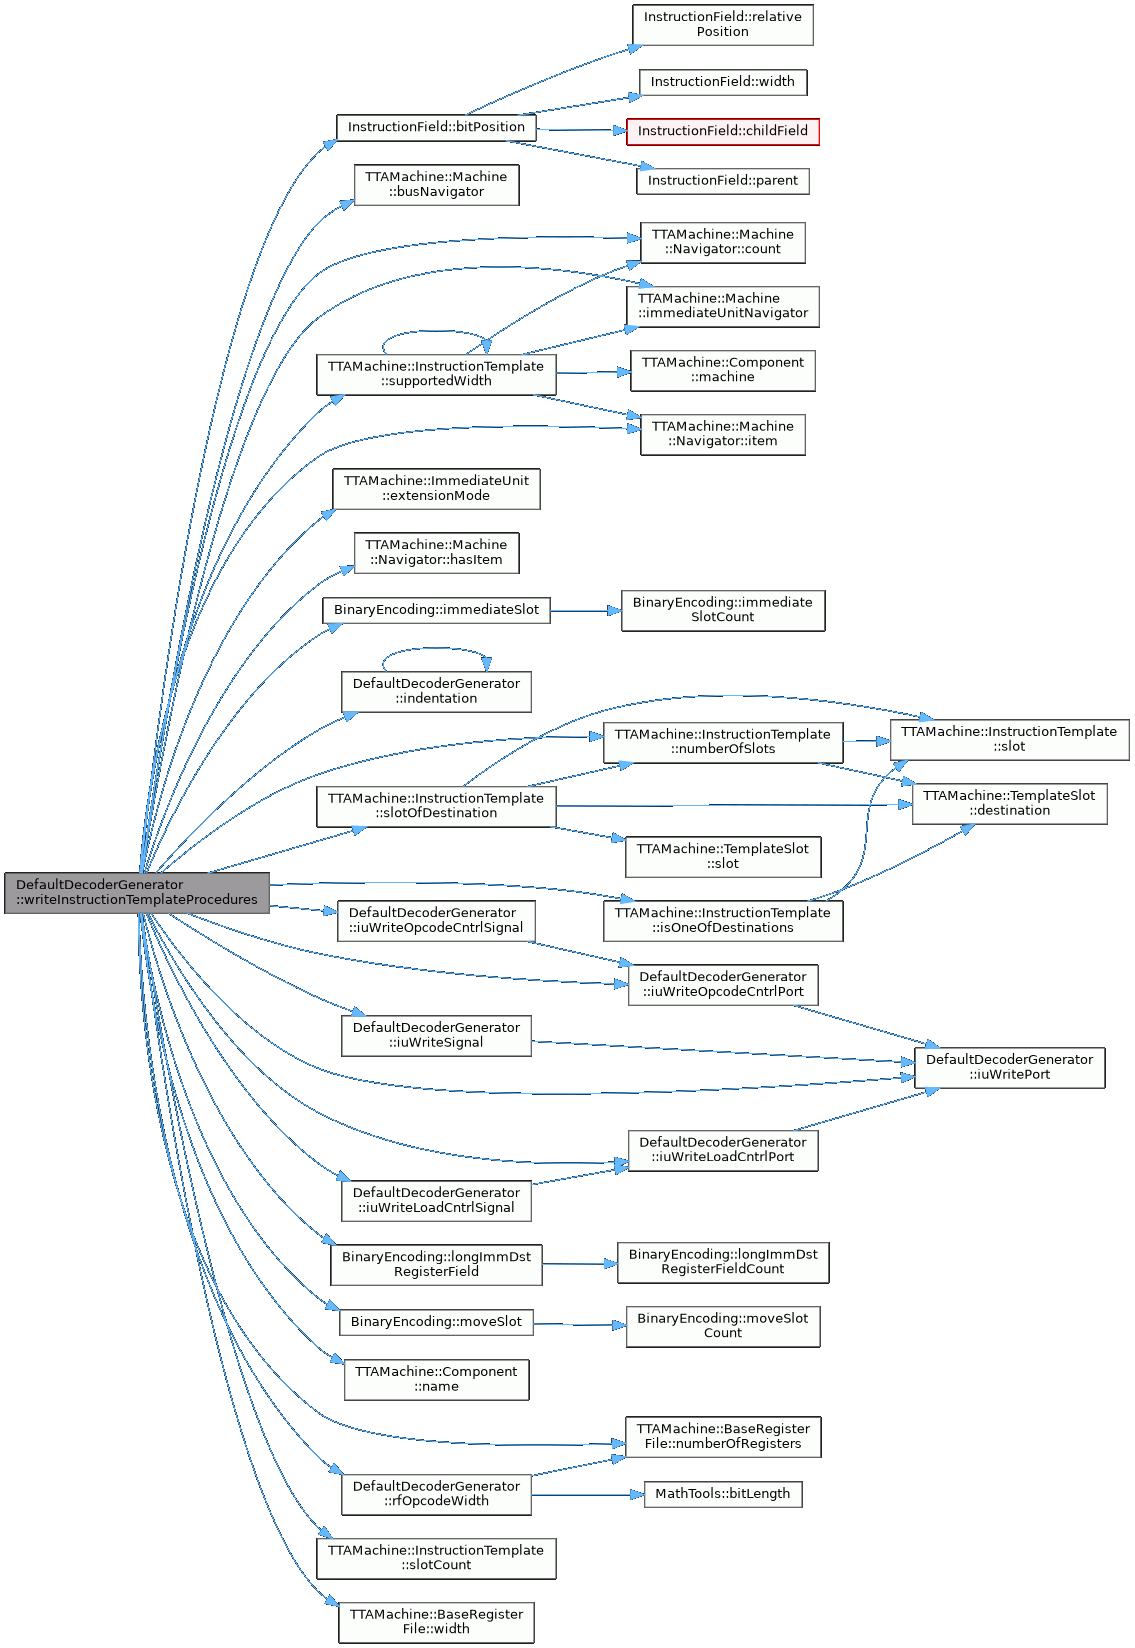 InstructionField::relative
Position
InstructionField::width
InstructionField::bitPosition
InstructionField::childField
InstructionField::parent
TTAMachine::Machine
::busNavigator
TTAMachine::Machine
::Navigator::count
TTAMachine::Machine
::immediateUnitNavigator
TTAMachine::InstructionTemplate
::supportedWidth
TTAMachine::Component
::machine
TTAMachine::Machine
::Navigator::item
TTAMachine::ImmediateUnit
::extensionMode
TTAMachine::Machine
::Navigator::hasItem
BinaryEncoding::immediateSlot
BinaryEncoding::immediate
SlotCount
DefaultDecoderGenerator
::indentation
TTAMachine::InstructionTemplate
::numberOfSlots
TTAMachine::InstructionTemplate
::slot
TTAMachine::InstructionTemplate
::slotOfDestination
TTAMachine::TemplateSlot
::destination
TTAMachine::TemplateSlot
::slot
DefaultDecoderGenerator
::writeInstructionTemplateProcedures
DefaultDecoderGenerator
::iuWriteOpcodeCntrlSignal
TTAMachine::InstructionTemplate
::isOneOfDestinations
DefaultDecoderGenerator
::iuWriteOpcodeCntrlPort
DefaultDecoderGenerator
::iuWriteSignal
DefaultDecoderGenerator
::iuWritePort
DefaultDecoderGenerator
::iuWriteLoadCntrlPort
DefaultDecoderGenerator
::iuWriteLoadCntrlSignal
BinaryEncoding::longImmDst
RegisterField
BinaryEncoding::longImmDst
RegisterFieldCount
BinaryEncoding::moveSlot
BinaryEncoding::moveSlot
Count
TTAMachine::Component
::name
TTAMachine::BaseRegister
File::numberOfRegisters
DefaultDecoderGenerator
::rfOpcodeWidth
MathTools::bitLength
TTAMachine::InstructionTemplate
::slotCount
TTAMachine::BaseRegister
File::width